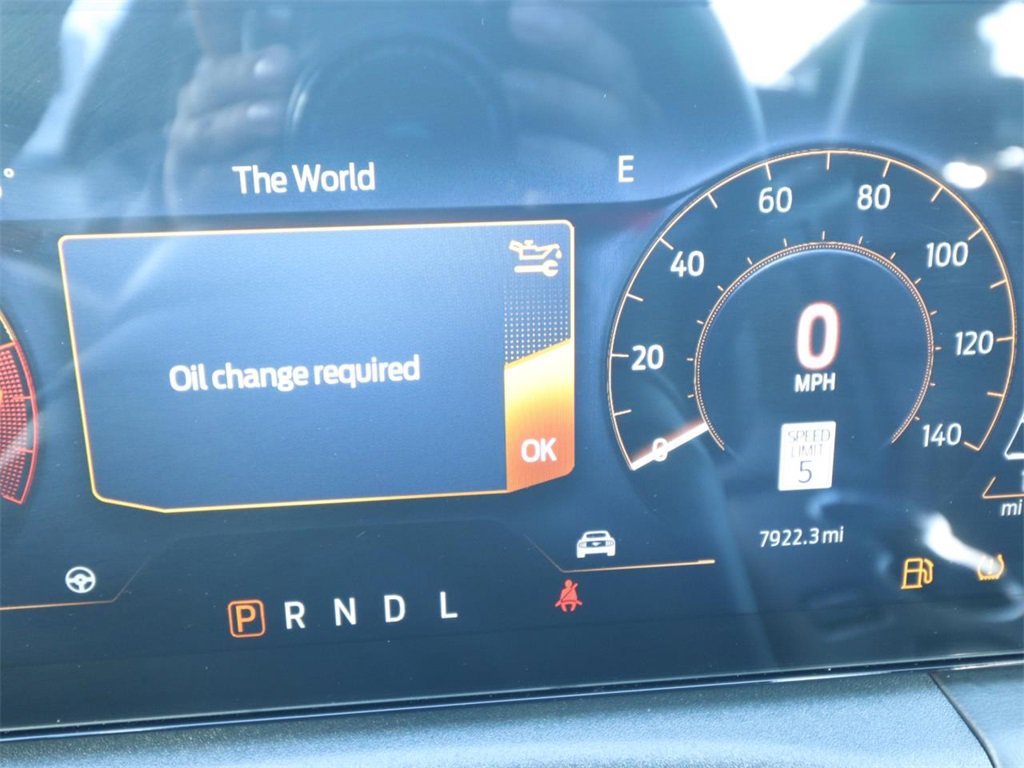 The World
E
Oil change required
OK
0
20
40
60
80
100
120
140
0
MPH
SPEED
LIMIT
5
7922.3 mi
mi
P R N D L